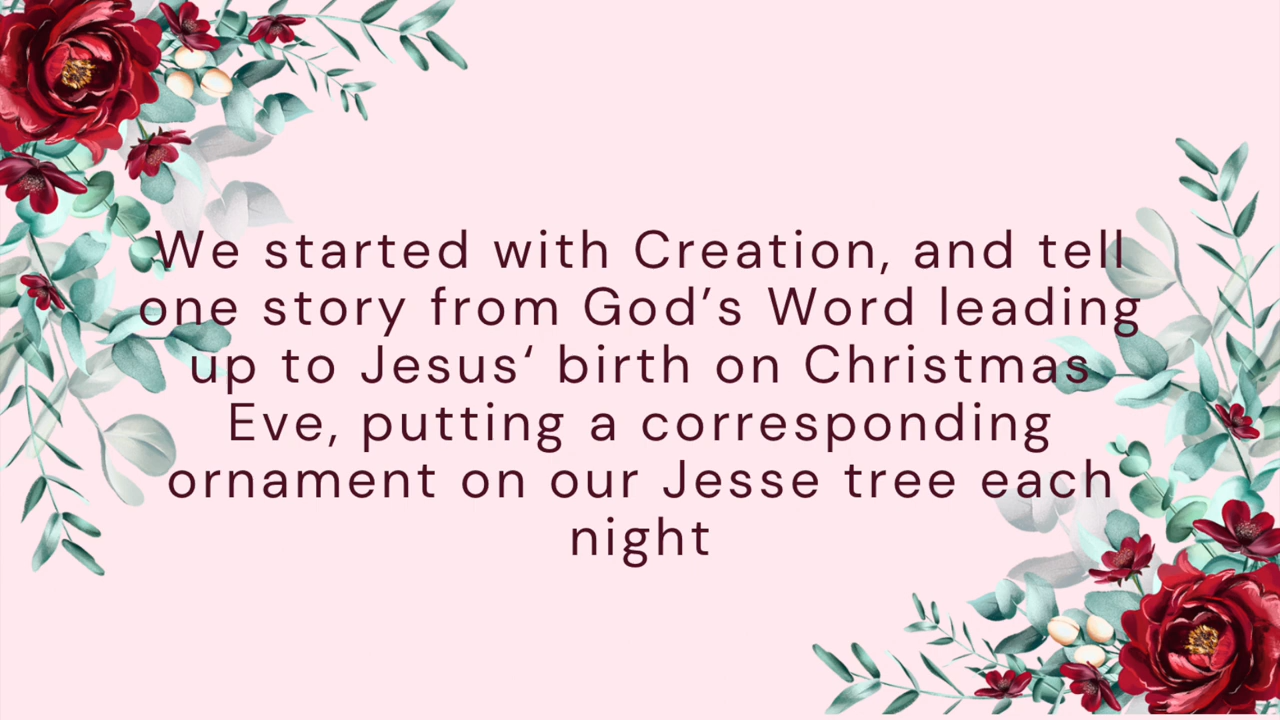 We started with Creation, and tell
one story from God’s Word leading
up to Jesus‘ birth on Christmas
Eve, putting a corresponding
ornament on our Jesse tree each
night